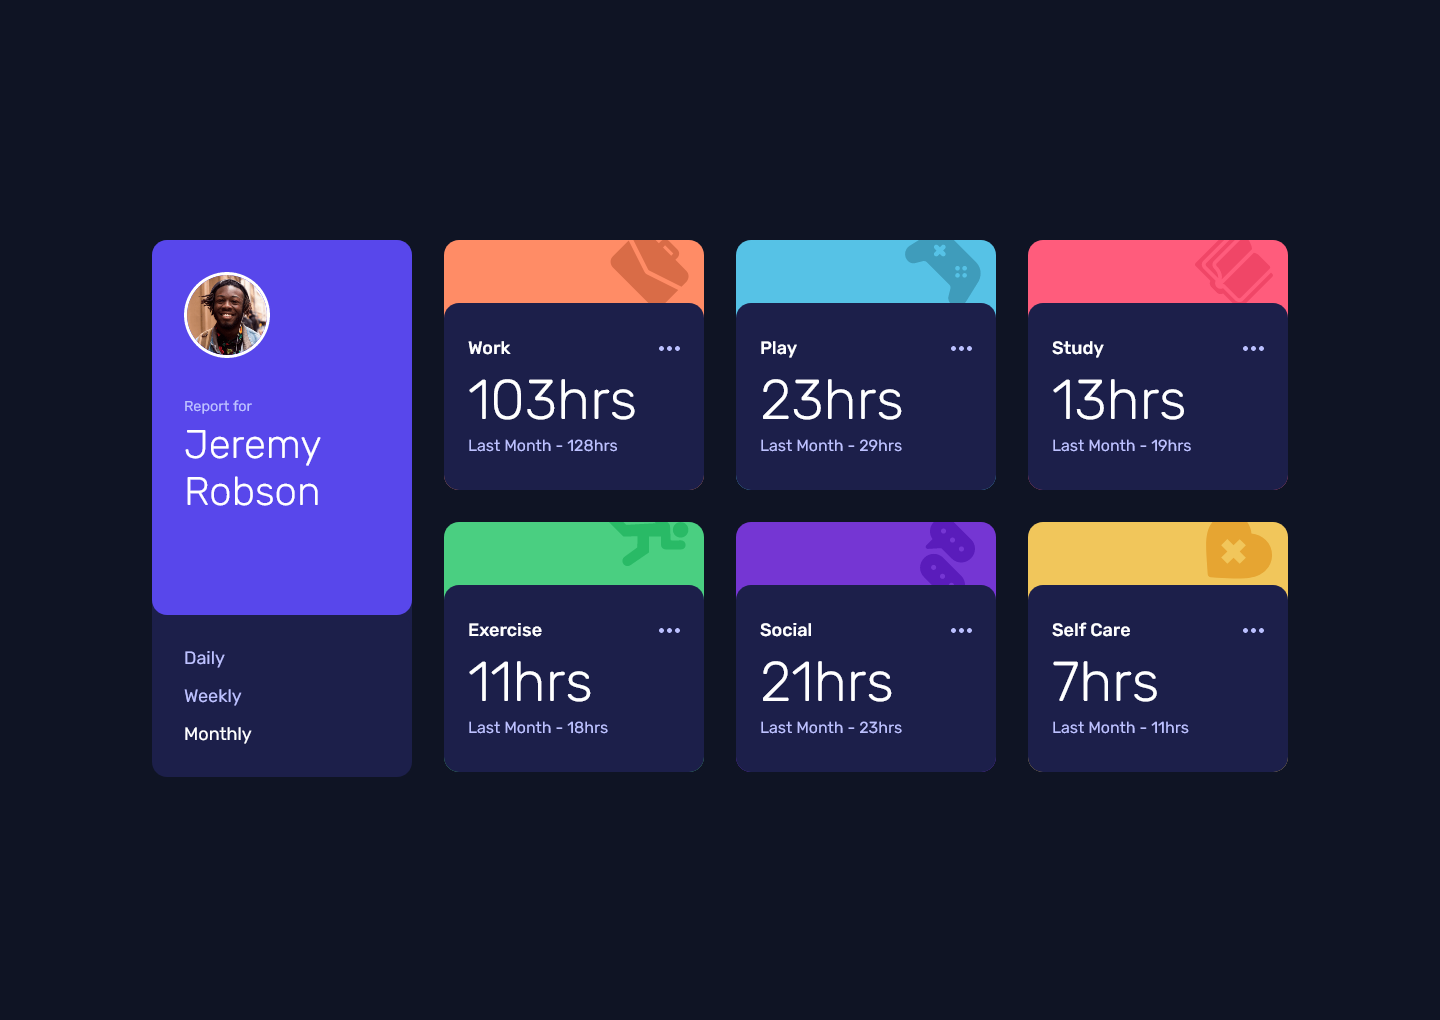 Report for
Jeremy
Robson
Daily
Weekly
Monthly
Work
103hrs
Last Month - 128hrs
Play
23hrs
Last Month - 29hrs
Study
13hrs
Last Month - 19hrs
Exercise
11hrs
Last Month - 18hrs
Social
21hrs
Last Month - 23hrs
Self Care
7hrs
Last Month - 11hrs